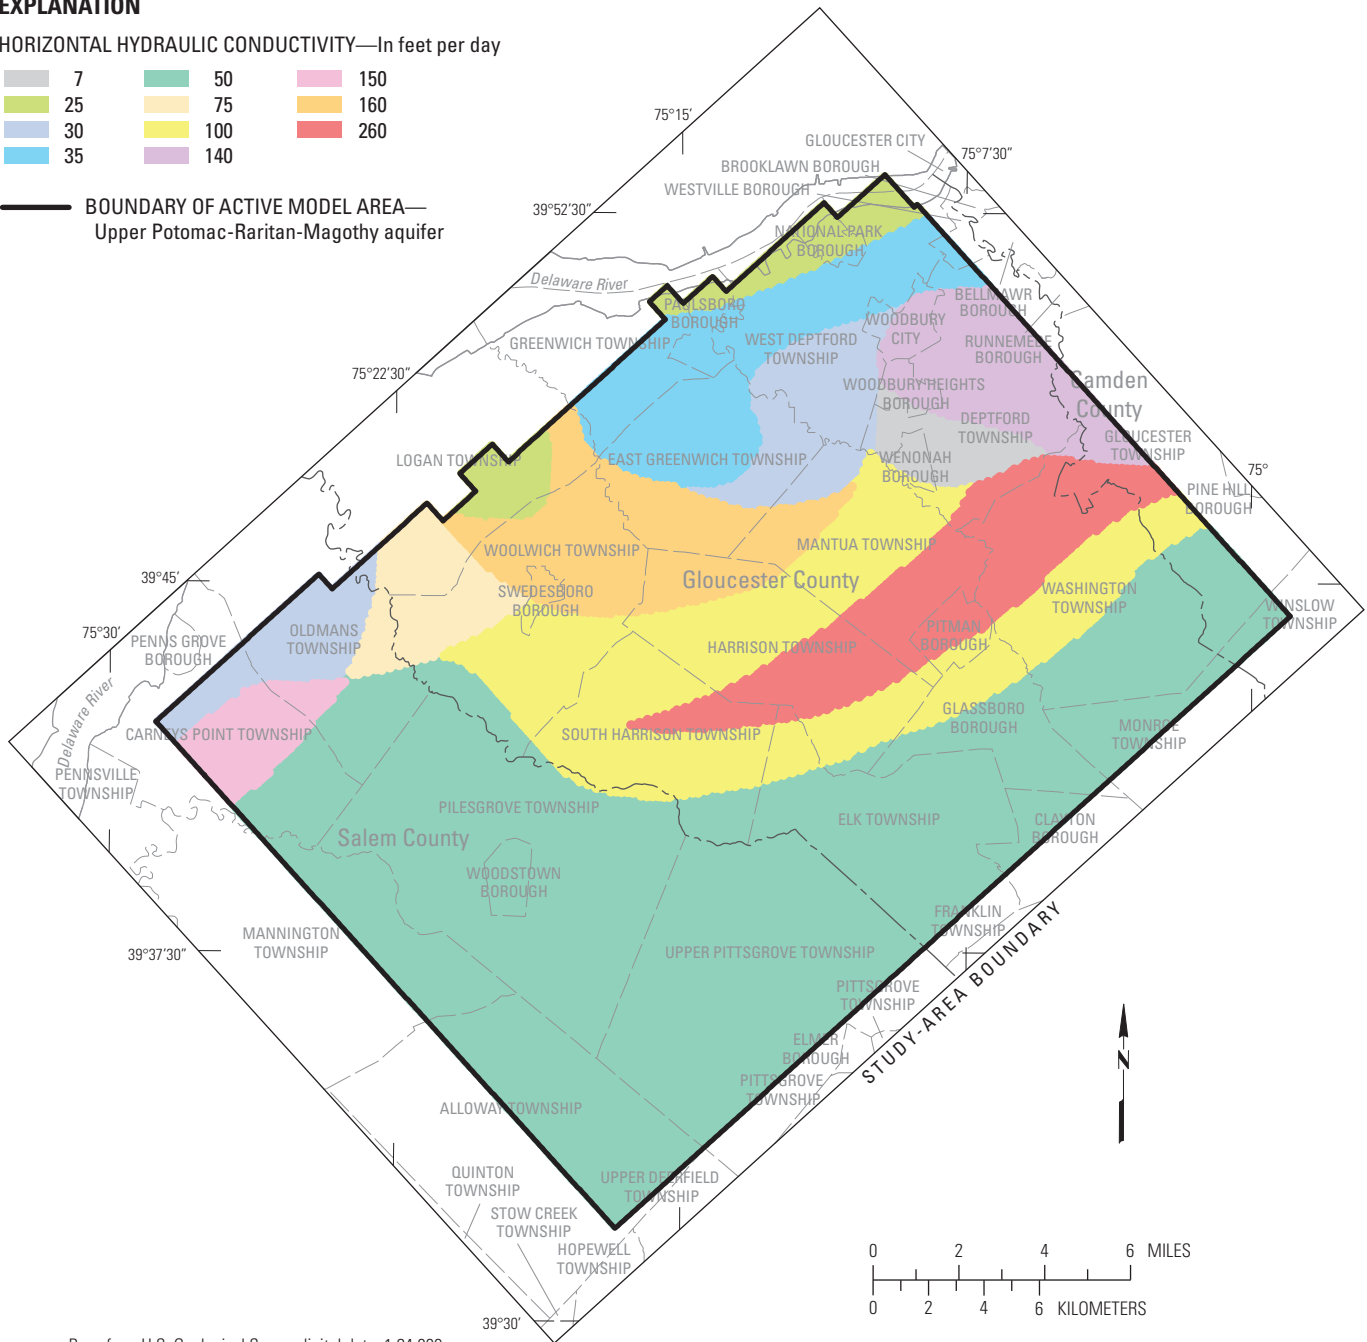 EXPLANATION
HORIZONTAL HYDRAULIC CONDUCTIVITY—In feet per day
7
25
30
35
50
75
100
140
150
160
260
BOUNDARY OF ACTIVE MODEL AREA—
Upper Potomac-Raritan-Magothy aquifer
75°15′
75°7′30″
39°52′30″
75°22′30″
75°
39°45′
75°30′
39°37′30″
39°30′
GLOUCESTER CITY
BROOKLAWN BOROUGH
WESTVILLE BOROUGH
NATIONAL PARK
BOROUGH
Delaware River
PAULSBORO
BOROUGH
BELLMAWR
BOROUGH
WOODBURY
CITY
GREENWICH TOWNSHIP
WEST DEPTFORD
TOWNSHIP
RUNNEMEDE
BOROUGH
Camden
County
WOODBURY HEIGHTS
BOROUGH
DEPTFORD
TOWNSHIP
GLOUCESTER
TOWNSHIP
LOGAN TOWNSHIP
EAST GREENWICH TOWNSHIP
WENONAH
BOROUGH
PINE HILL
BOROUGH
WOOLWICH TOWNSHIP
MANTUA TOWNSHIP
Gloucester County
SWEDESBORO
BOROUGH
WASHINGTON
TOWNSHIP
WINSLOW
TOWNSHIP
PENNS GROVE
BOROUGH
OLDMANS
TOWNSHIP
HARRISON TOWNSHIP
PITMAN
BOROUGH
Delaware River
CARNEYS POINT TOWNSHIP
SOUTH HARRISON TOWNSHIP
GLASSBORO
BOROUGH
MONROE
TOWNSHIP
PENNSVILLE
TOWNSHIP
PILESGROVE TOWNSHIP
ELK TOWNSHIP
CLAYTON
BOROUGH
Salem County
WOODSTOWN
BOROUGH
FRANKLIN
TOWNSHIP
MANNINGTON
TOWNSHIP
UPPER PITTSGROVE TOWNSHIP
PITTSGROVE
TOWNSHIP
STUDY-AREA BOUNDARY
ELMER
BOROUGH
PITTSGROVE
TOWNSHIP
N
ALLOWAY TOWNSHIP
QUINTON
TOWNSHIP
UPPER DEERFIELD
TOWNSHIP
STOW CREEK
TOWNSHIP
HOPEWELL
TOWNSHIP
0 2 4 6 MILES
0 2 4 6 KILOMETERS